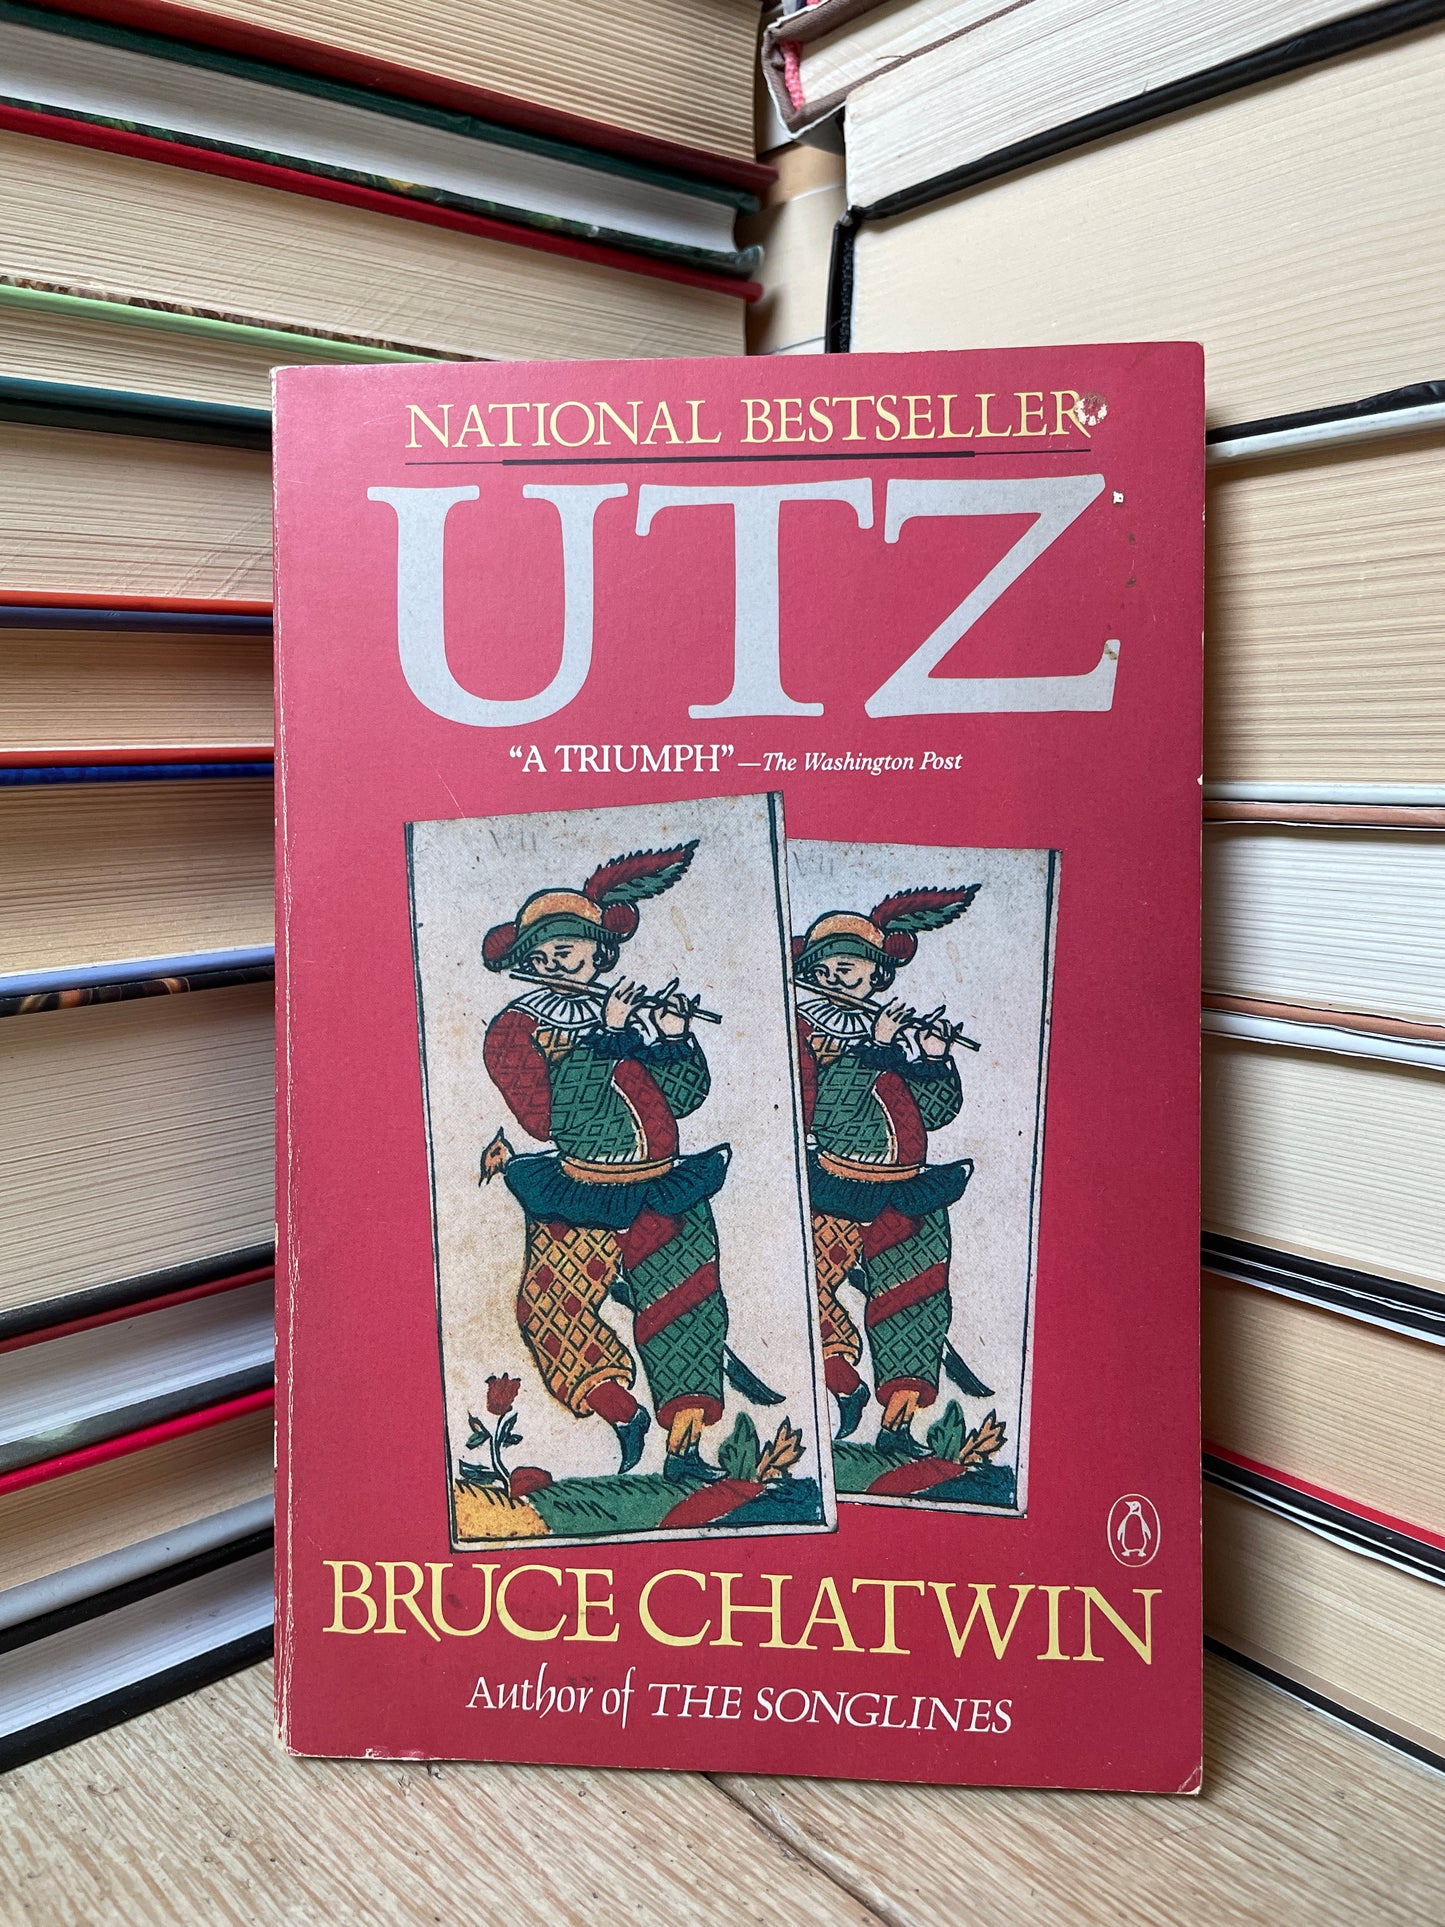 NATIONAL BESTSELLER
UTZ
“A TRIUMPH” —The Washington Post
BRUCE CHATWIN
Author of THE SONGLINES